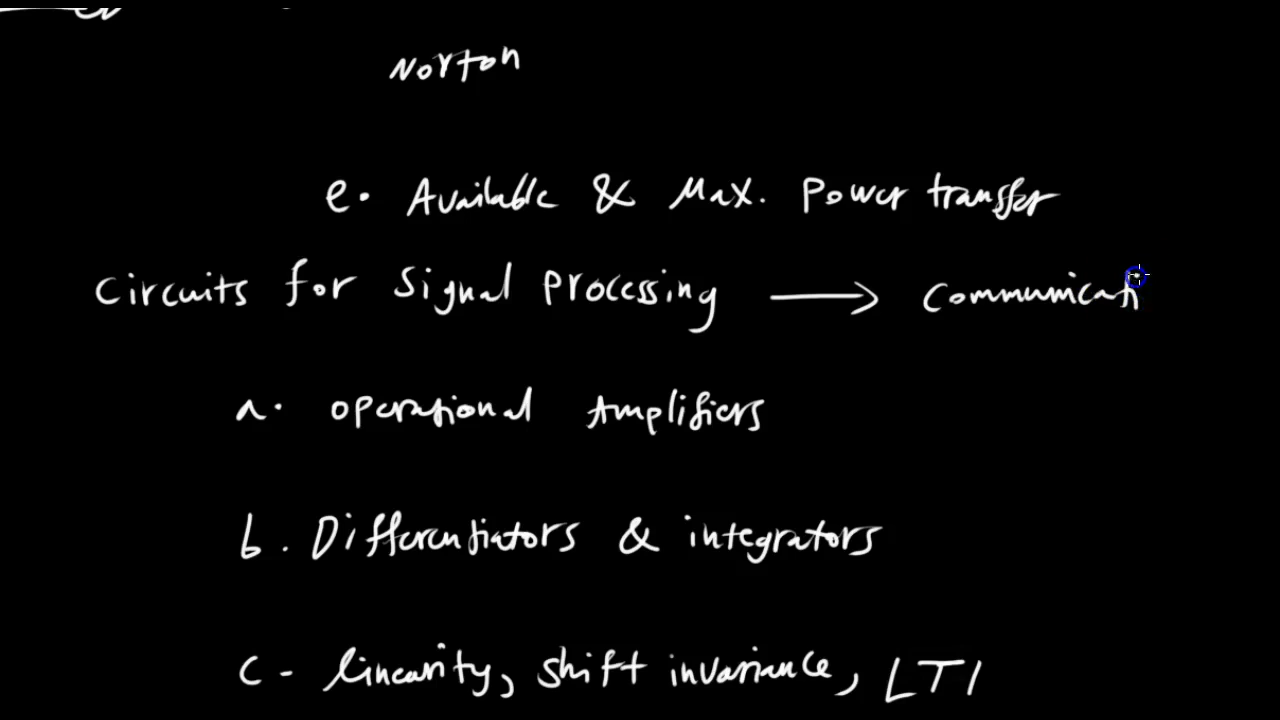 Norton
e. Available & Max. Power transfer
Circuits for Signal Processing → Communicati
a. Operational Amplifiers
b. Differentiators & integrators
c - linearity, shift invariance, LTI